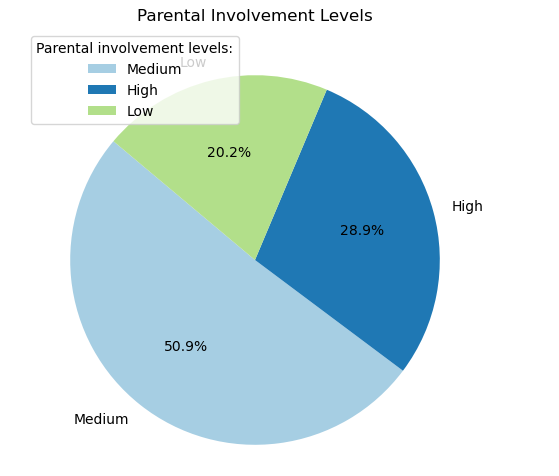 Parental Involvement Levels
Parental involvement levels:
Medium
High
Low
Low
20.2%
High
28.9%
50.9%
Medium